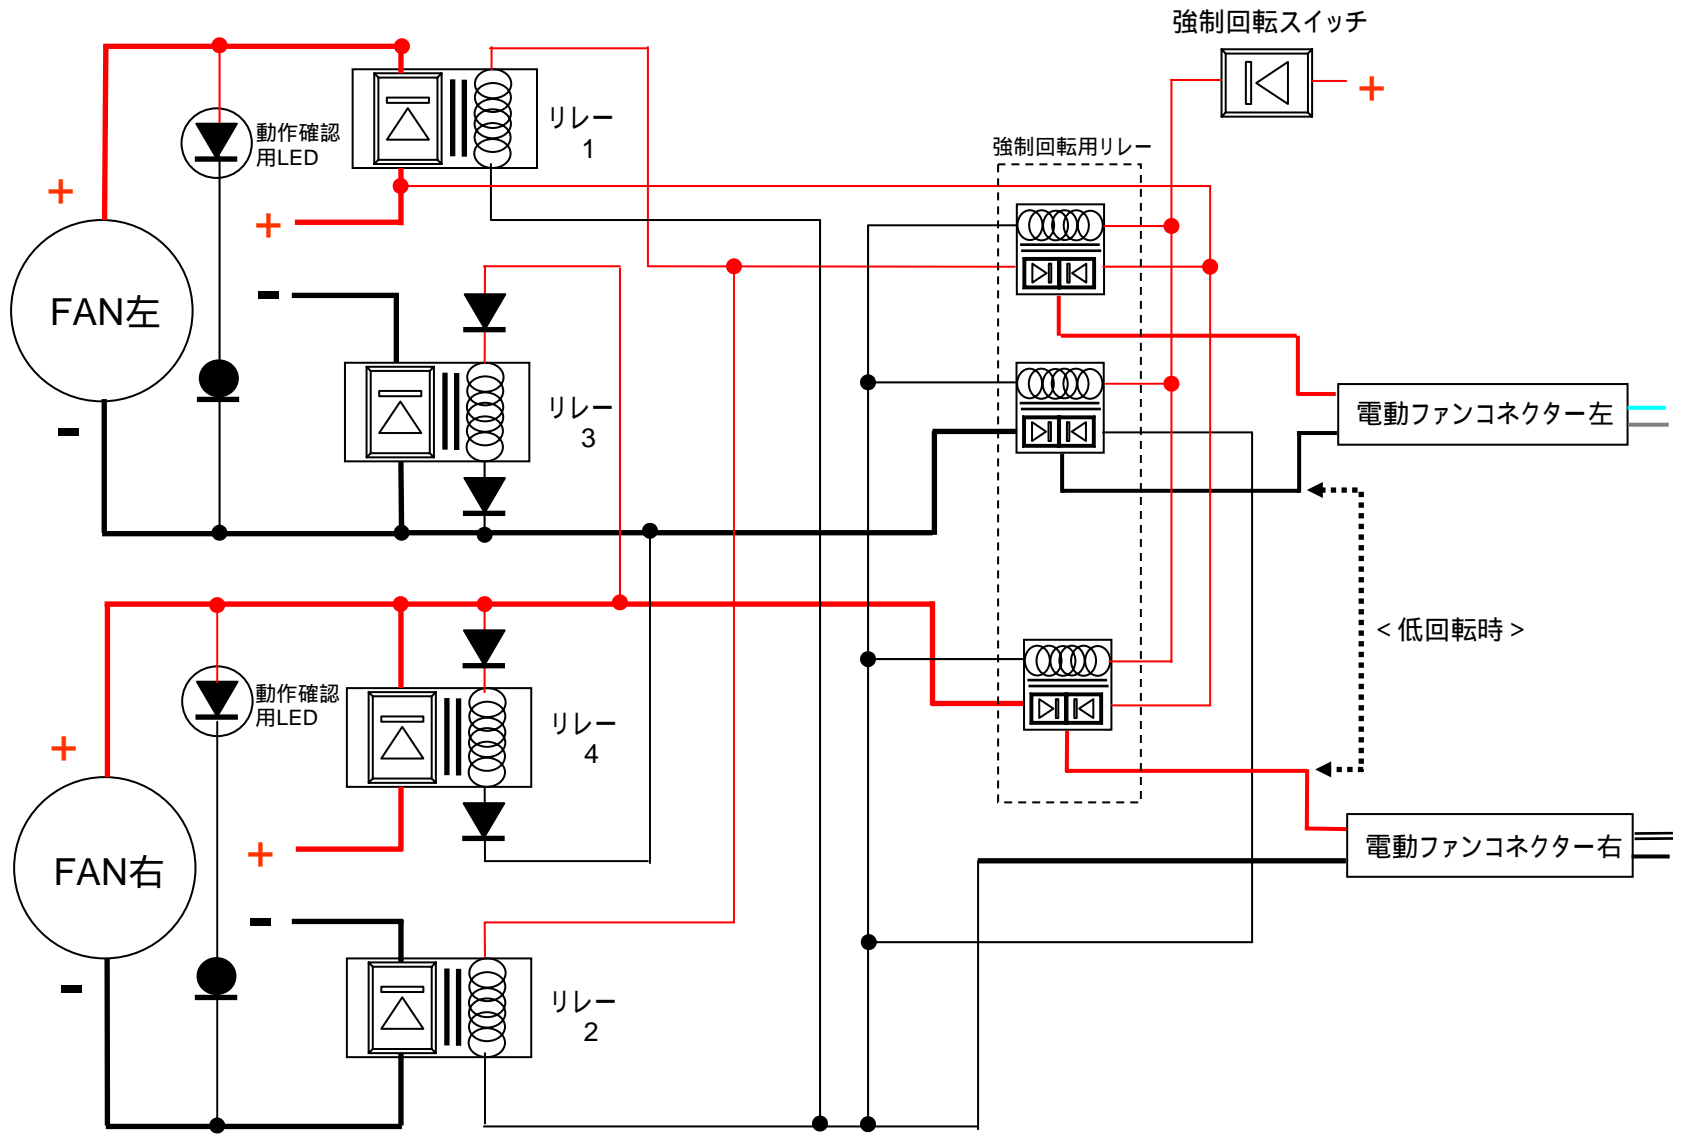 強制回転スイッチ
+
リレー
1
動作確認
用LED
強制回転用リレー
+
+
-
FAN左
リレー
3
-
電動ファンコネクター左
<低回転時>
動作確認
用LED
リレー
4
+
+
電動ファンコネクター右
FAN右
-
-
リレー
2